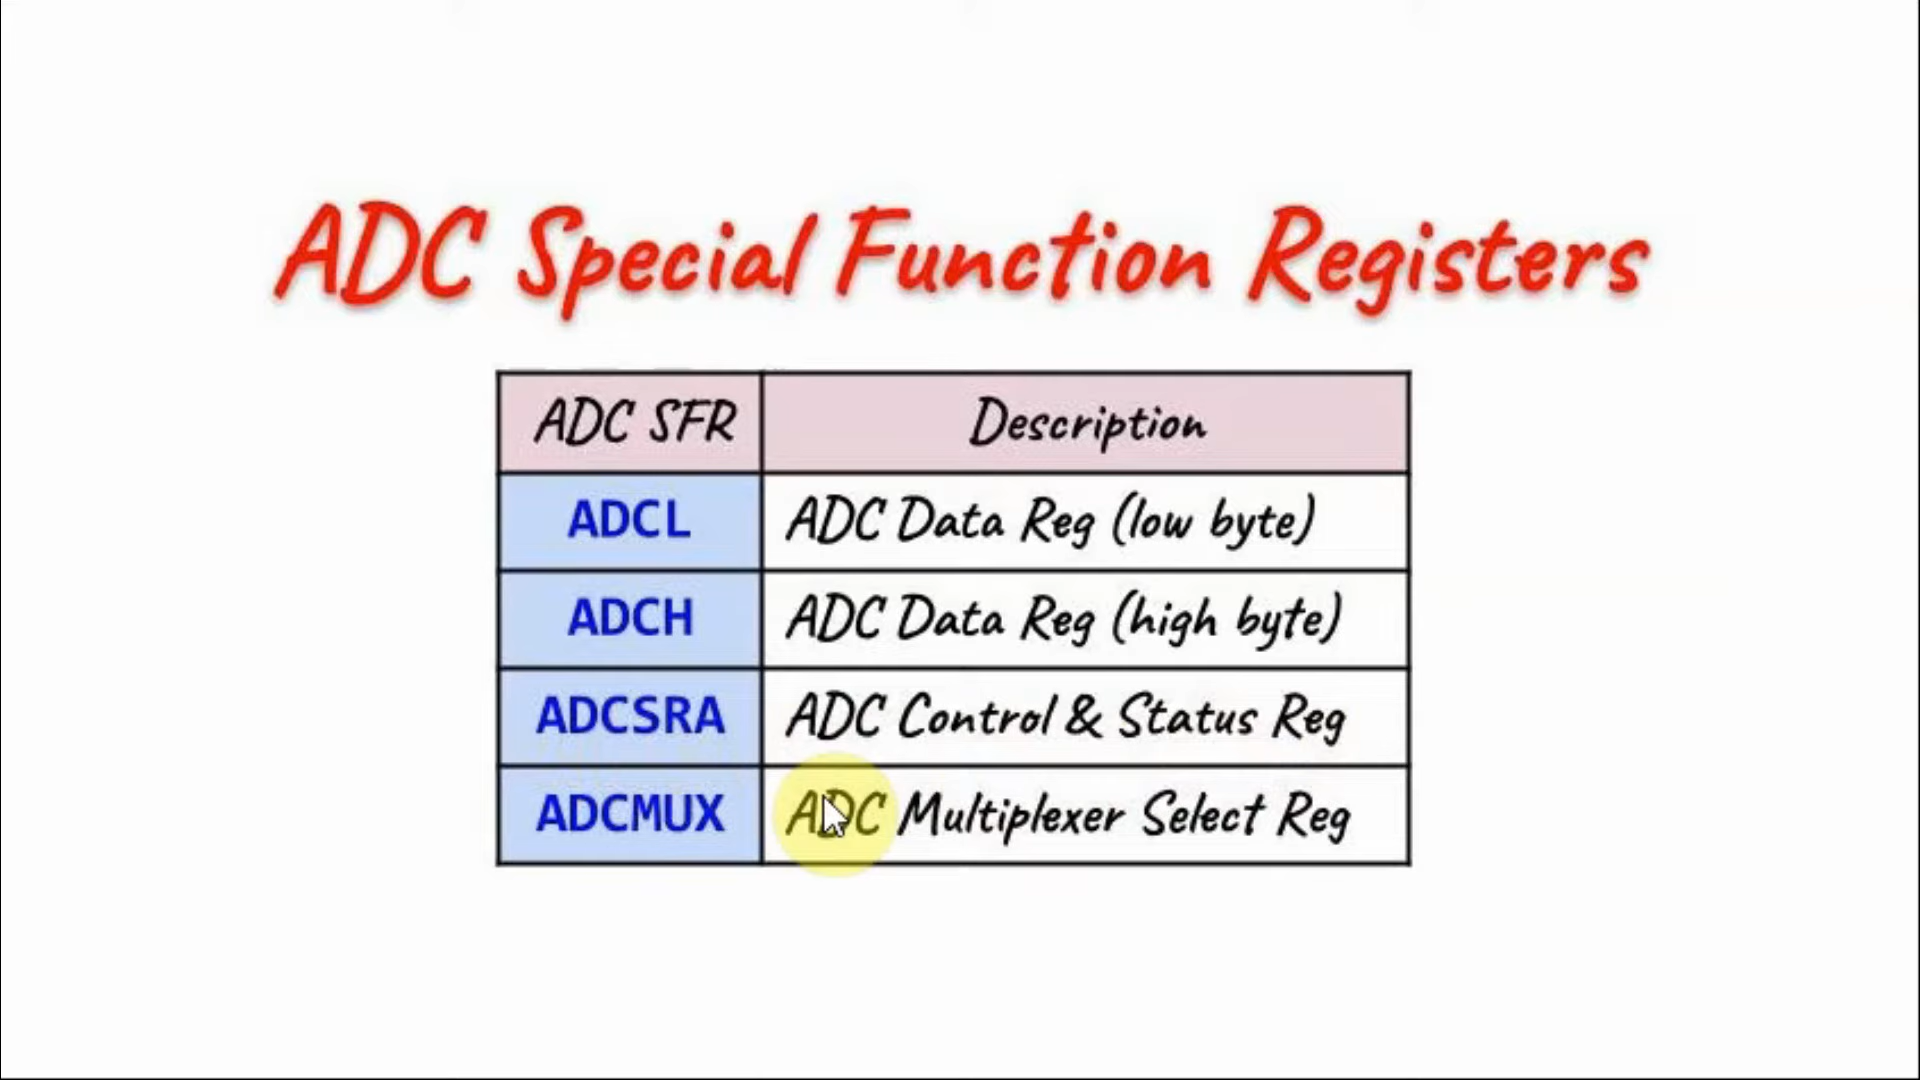 ADC Special Function Registers
ADC SFR Description
ADCL ADC Data Reg (low byte)
ADCH ADC Data Reg (high byte)
ADCSRA ADC Control & Status Reg
ADCMUX ADC Multiplexer Select Reg